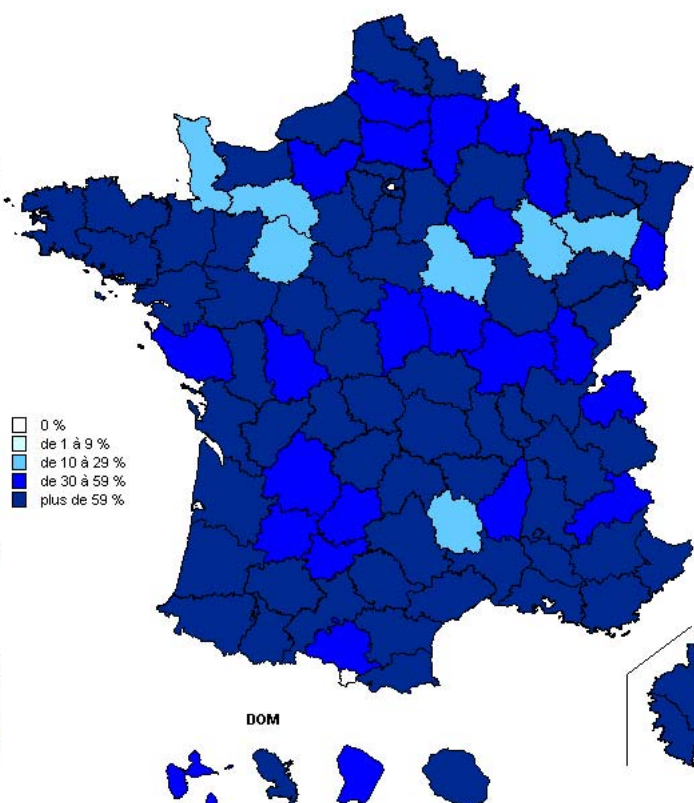 0 %
de 1 à 9 %
de 10 à 29 %
de 30 à 59 %
plus de 59 %
DOM